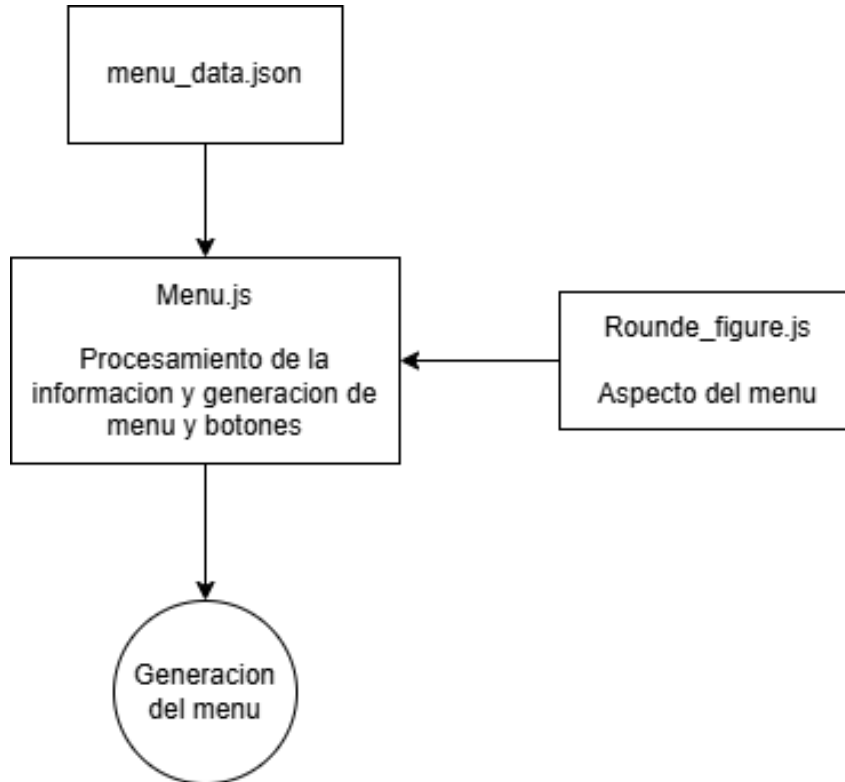 menu_data.json
Menu.js
Procesamiento de la
informacion y generacion de
menu y botones
Rounde_figure.js
Aspecto del menu
Generacion
del menu